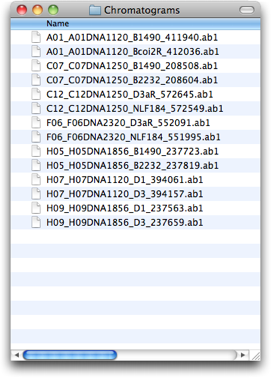 Chromatograms
Name
A01_A01DNA1120_B1490_411940.ab1
A01_A01DNA1120_Bcoi2R_412036.ab1
C07_C07DNA1250_B1490_208508.ab1
C07_C07DNA1250_B2232_208604.ab1
C12_C12DNA1250_D3aR_572645.ab1
C12_C12DNA1250_NLF184_572549.ab1
F06_F06DNA2320_D3aR_552091.ab1
F06_F06DNA2320_NLF184_551995.ab1
H05_H05DNA1856_B1490_237723.ab1
H05_H05DNA1856_B2232_237819.ab1
H07_H07DNA1120_D1_394061.ab1
H07_H07DNA1120_D3_394157.ab1
H09_H09DNA1856_D1_237563.ab1
H09_H09DNA1856_D3_237659.ab1